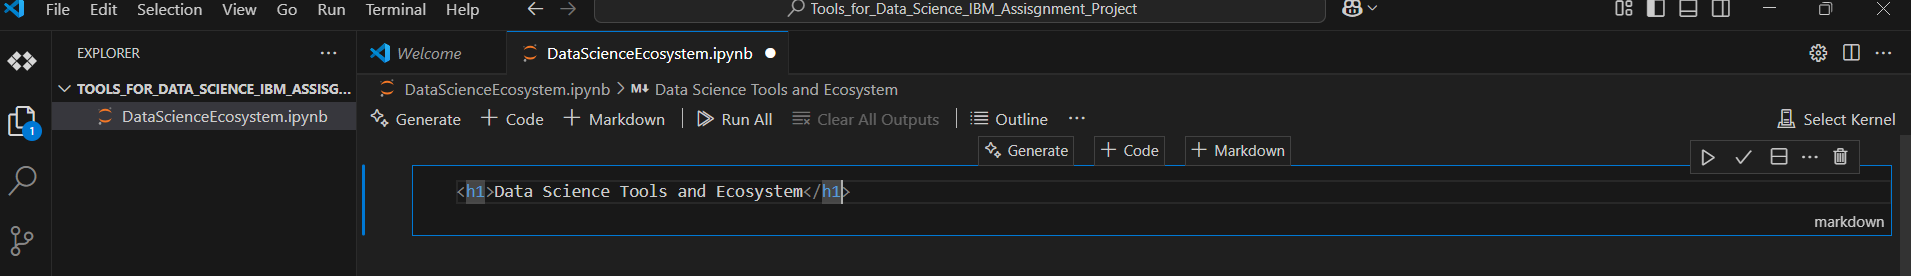 File Edit Selection View Go Run Terminal Help
Tools_for_Data_Science_IBM_Assisgnment_Project
EXPLORER
Welcome
DataScienceEcosystem.ipynb
TOOLS_FOR_DATA_SCIENCE_IBM_ASSISG...
DataScienceEcosystem.ipynb > M↓ Data Science Tools and Ecosystem
DataScienceEcosystem.ipynb
Generate + Code + Markdown Run All Clear All Outputs Outline ... Select Kernel
1
Generate + Code + Markdown
<h1>Data Science Tools and Ecosystem</h1>
markdown